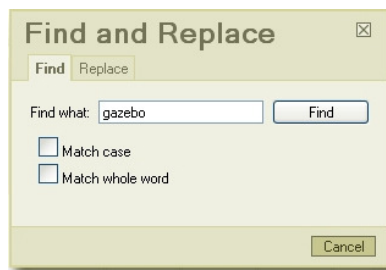 Find and Replace
Find Replace
Find what: gazebo Find
Match case
Match whole word
Cancel